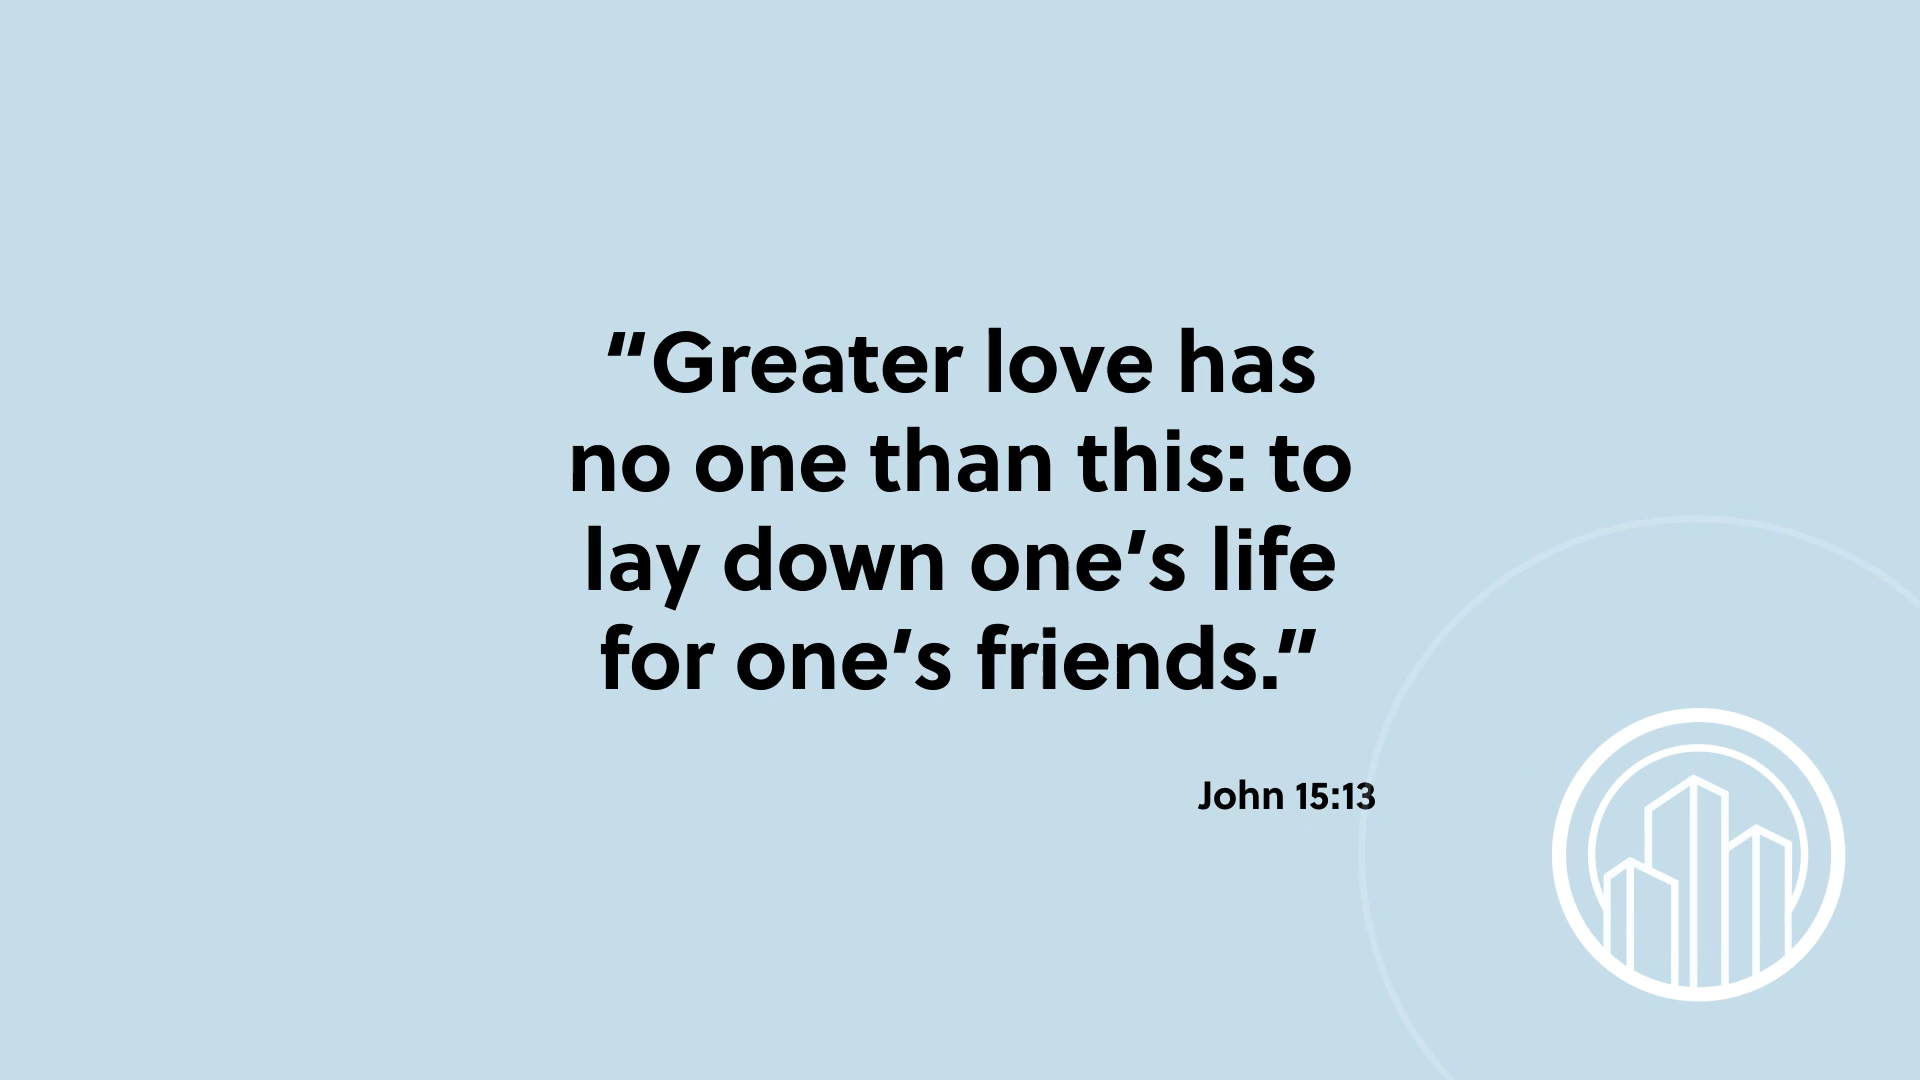 “Greater love has
no one than this: to
lay down one’s life
for one’s friends.”
John 15:13